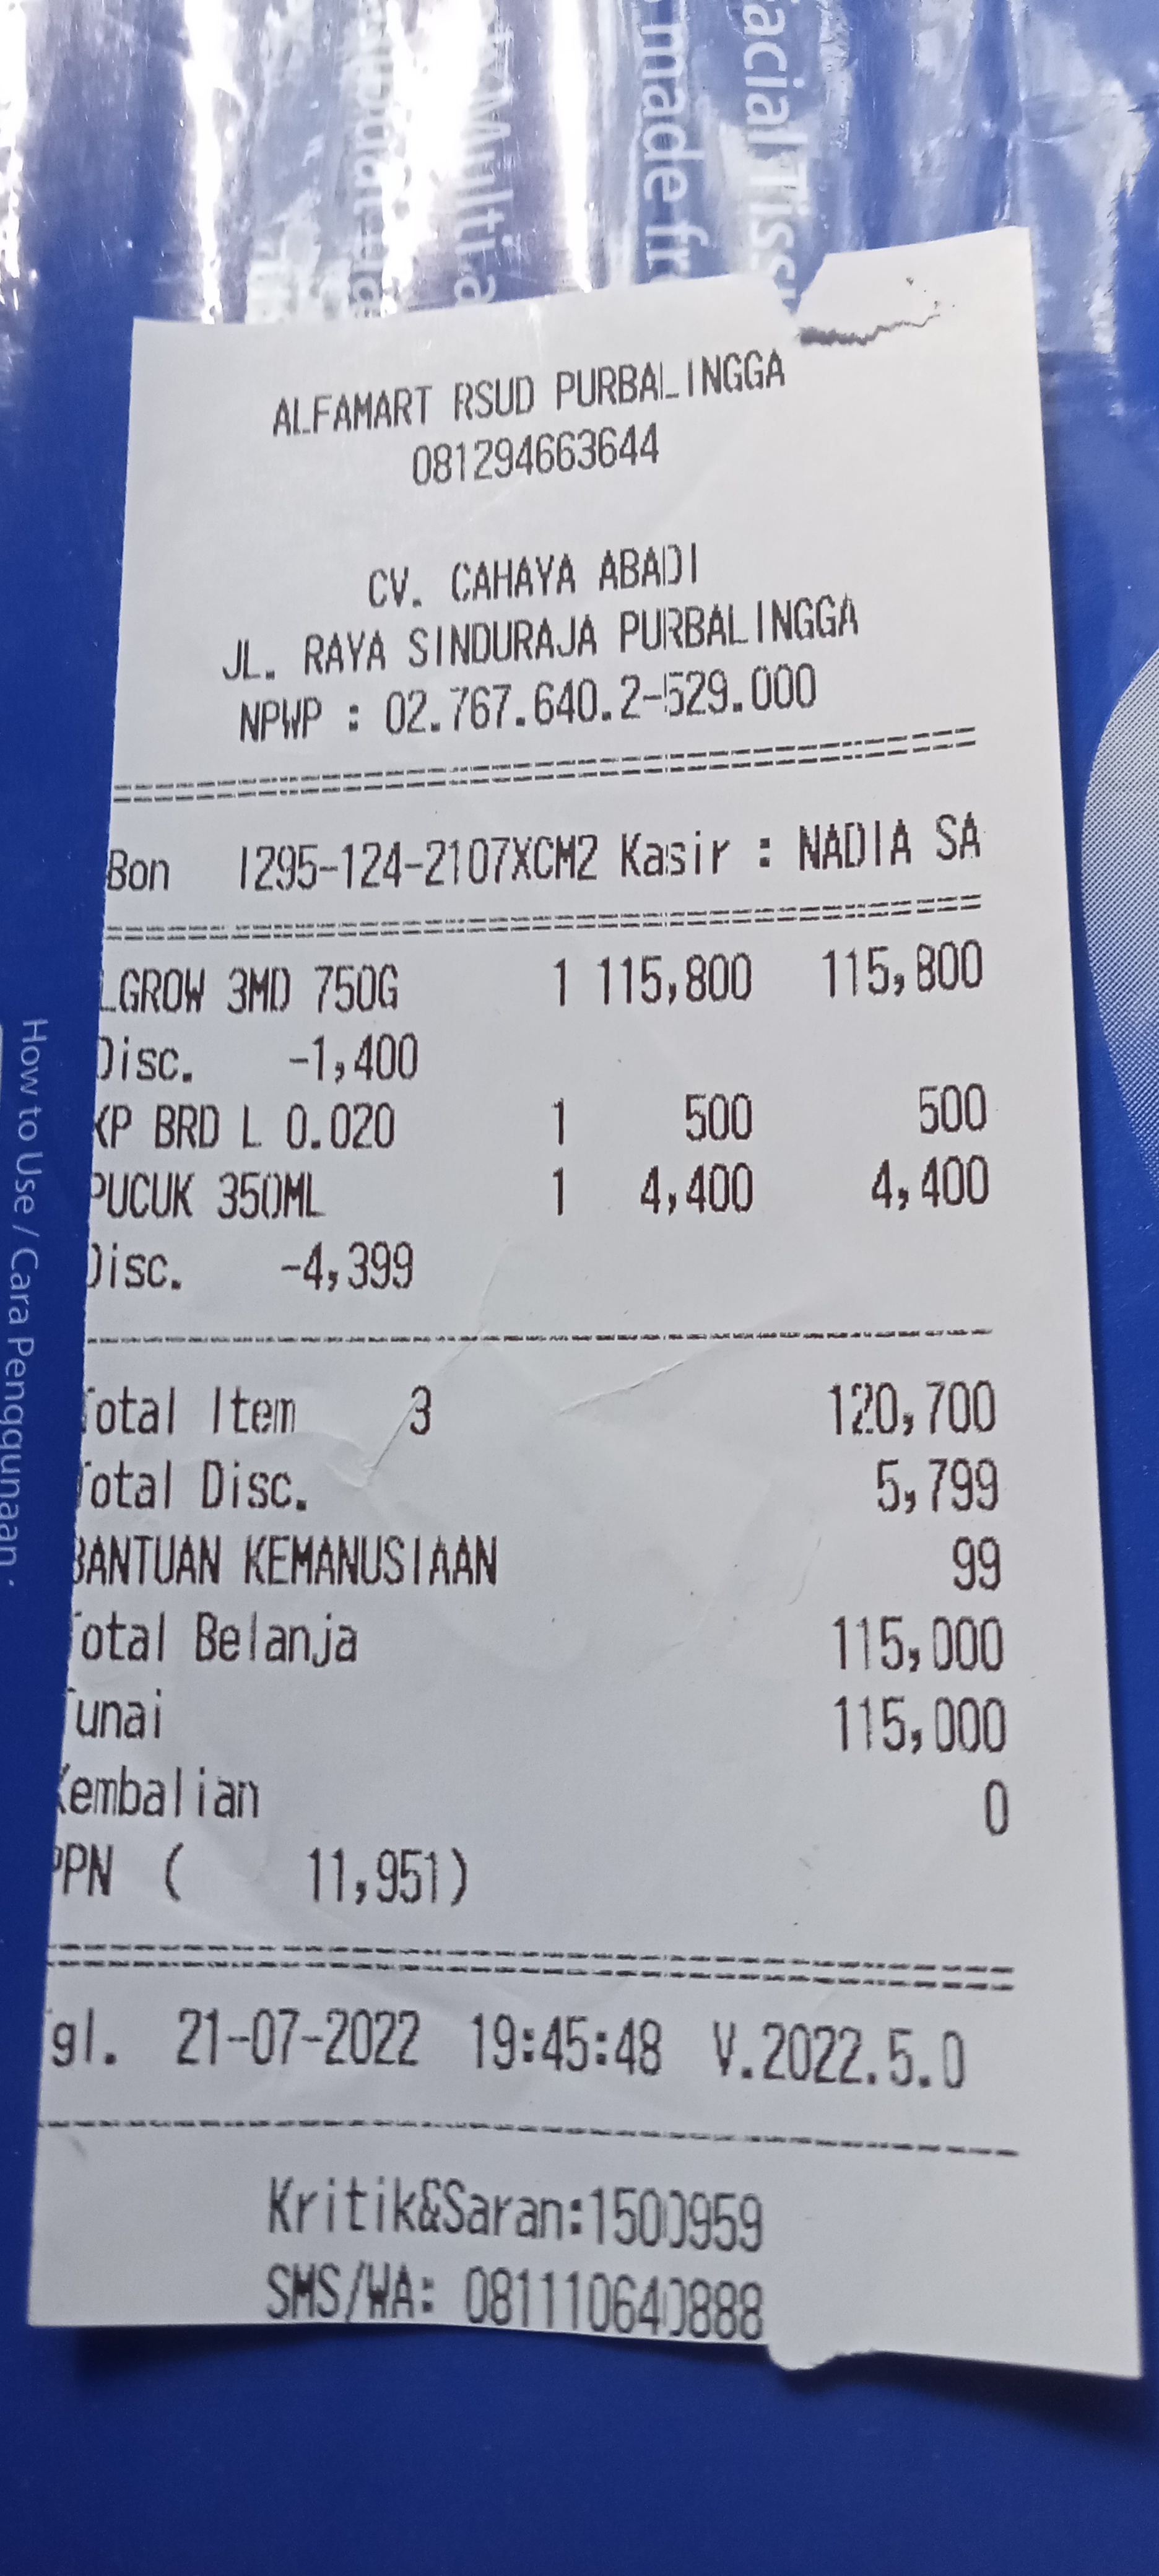 acial Tiss
made fr
Multi
ALFAMART RSUD PURBALINGGA
081294663644
CV. CAHAYA ABADI
JL. RAYA SINDURAJA PURBALINGGA
NPWP : 02.767.640.2-529.000
Bon 1295-124-2107XCM2 Kasir : NADIA SA
LGROW 3MD 750G 1 115,800 115,800
Disc. -1,400
KP BRD L 0.020 1 500 500
PUCUK 350ML 1 4,400 4,400
Disc. -4,399
Total Item 3 120,700
Total Disc. 5,799
BANTUAN KEMANUSIAAN 99
Total Belanja 115,000
Tunai 115,000
Kembalian 0
PPN ( 11,951)
Tgl. 21-07-2022 19:45:48 V.2022.5.0
Kritik&Saran:1500959
SMS/WA: 081110640888
How to Use / Cara Penggunaan :